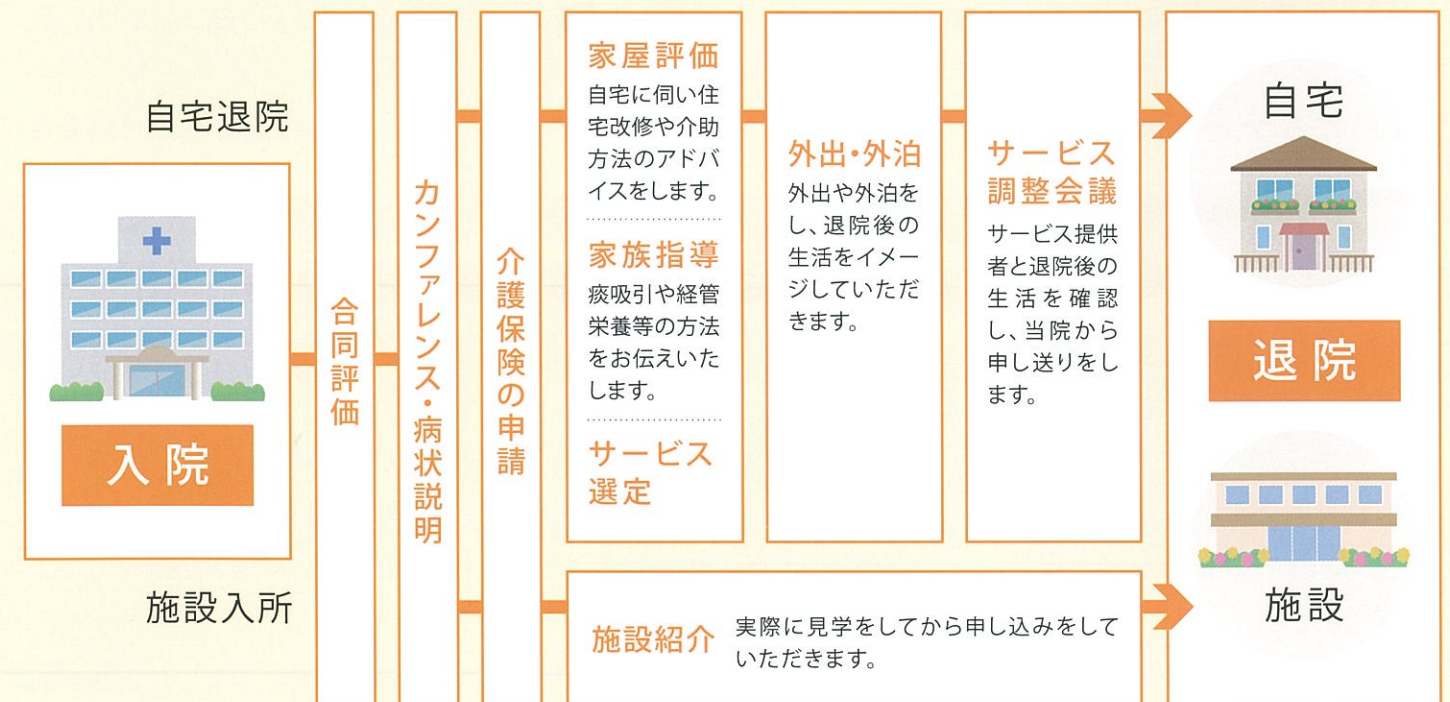 自宅退院
入院
施設入所
合同評価
カンファレンス・病状説明
介護保険の申請
家屋評価
自宅に伺い住
宅改修や介助
方法のアドバ
イスをします。
家族指導
痰吸引や経管
栄養等の方法
をお伝えいた
します。
サービス
選定
外出・外泊
外出や外泊を
し、退院後の
生活をイメー
ジしていただ
きます。
サービス
調整会議
サービス提供
者と退院後の
生活を確認
し、当院から
申し送りをし
ます。
施設紹介
実際に見学をしてから申し込みをして
いただきます。
自宅
退院
施設